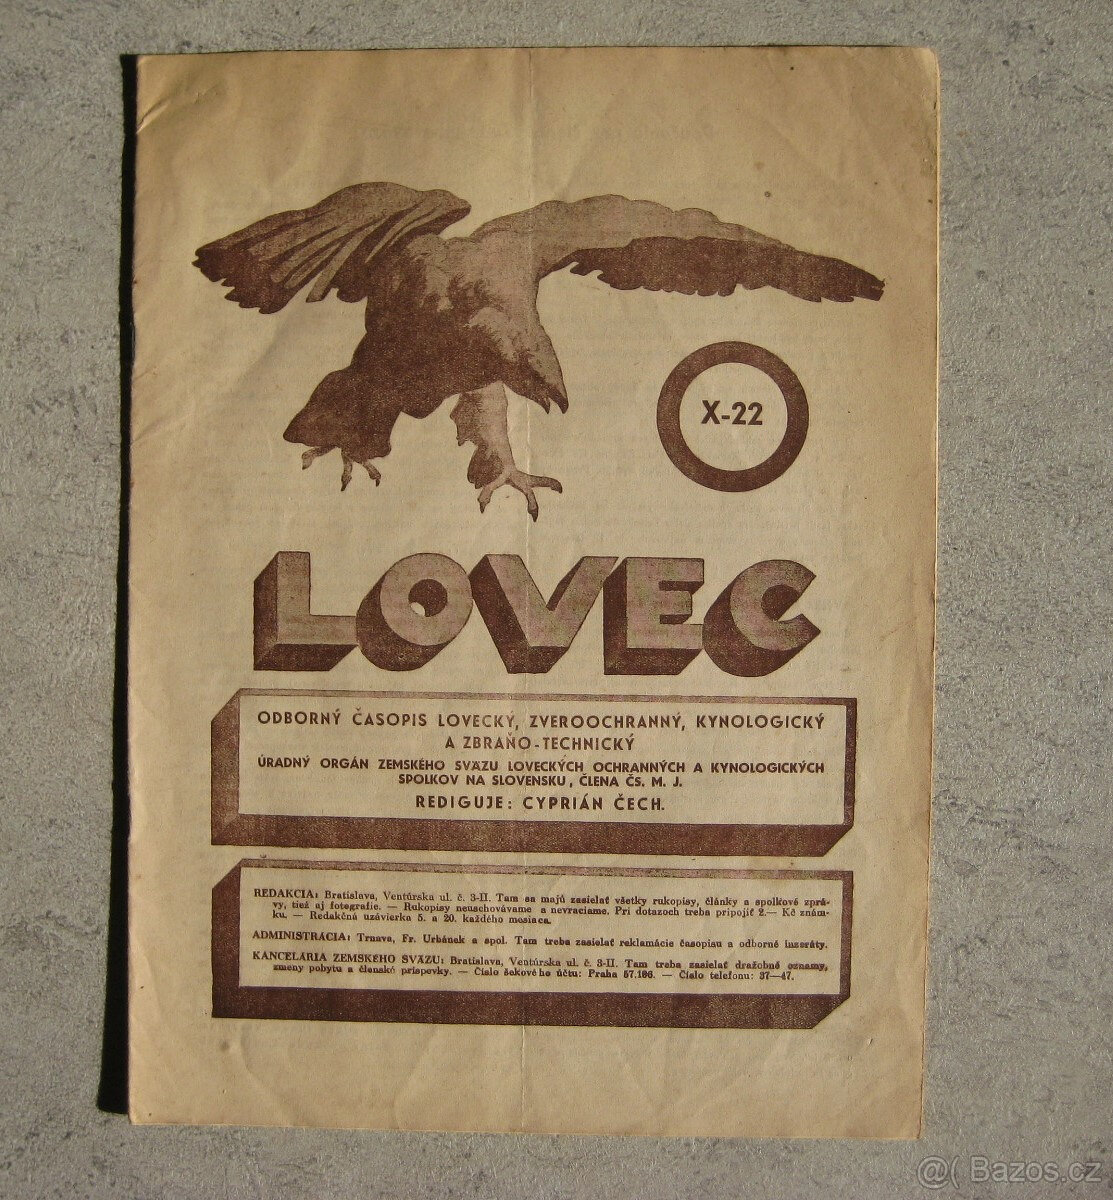 X-22
LOVEC
ODBORNÝ ČASOPIS LOVECKÝ, ZVEROOCHRANNÝ, KYNOLOGICKÝ
A ZBRAŇO-TECHNICKÝ
ÚRADNÝ ORGÁN ZEMSKÉHO SVÄZU LOVECKÝCH OCHRANNÝCH A KYNOLOGICKÝCH
SPOLKOV NA SLOVENSKU, ČLENA ČS. M. J.
REDIGUJE: CYPRIÁN ČECH.
REDAKCIA: Bratislava, Ventúrska ul. č. 3-II. Tam sa majú zasielať všetky rukopisy, články a spolkové zprá-
vy, tiež aj fotografie. — Rukopisy neuschovávame a nevraciame. Pri dotazoch treba pripojiť 2.— Kč znám-
ku. — Redakčná uzávierka 5. a 20. každého mesiaca.
ADMINISTRACIA: Trnava, Fr. Urbánek a spol. Tam treba zasielať reklamácie časopisu a odborné inzeráty.
KANCELÁRIA ZEMSKÉHO SVÄZU: Bratislava, Ventúrska ul. č. 3-II. Tam treba zasielať dražobné oznamy,
zmeny pobytu a členské príspevky. — Číslo šekového účtu: Praha 57.186. — Číslo telefonu: 37—47.
@( Bazos.cz